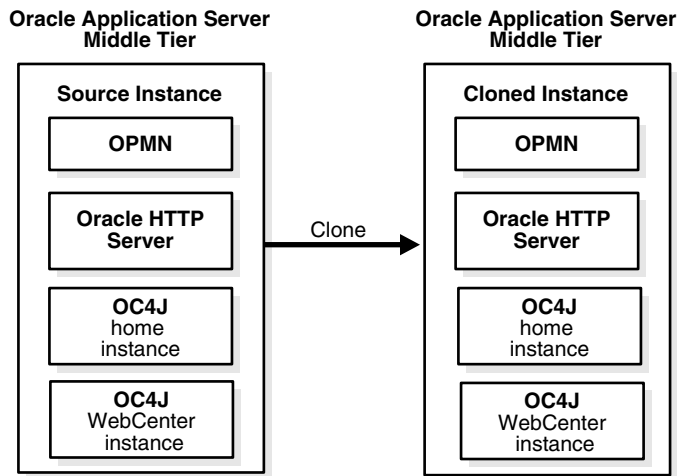 Oracle Application Server
Middle Tier
Source Instance
OPMN
Oracle HTTP
Server
OC4J
home
instance
OC4J
WebCenter
instance
Clone
Oracle Application Server
Middle Tier
Cloned Instance
OPMN
Oracle HTTP
Server
OC4J
home
instance
OC4J
WebCenter
instance